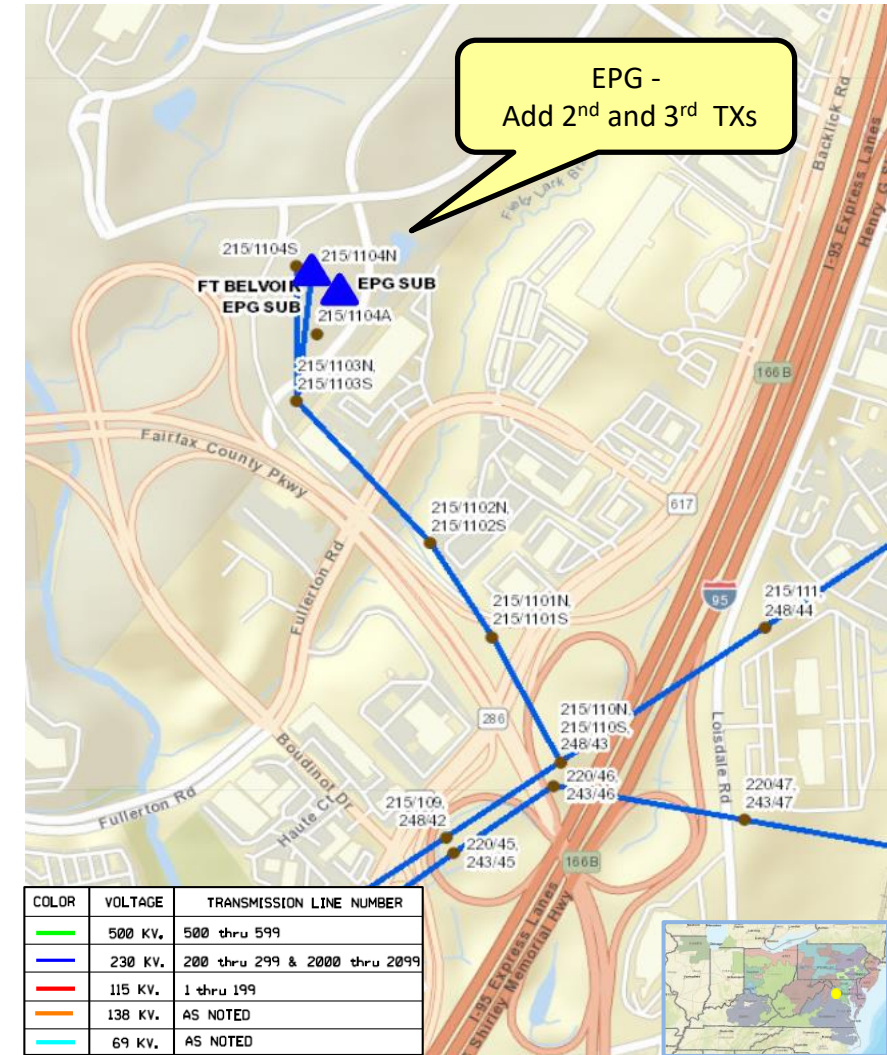 EPG -
Add 2nd and 3rd TXs
Backlick Rd
I-95 Express Lanes
Henry G
Field Lark
215/1104S
215/1104N
FT BELVOIR
EPG SUB
EPG SUB
215/1104A
215/1103N,
215/1103S
166B
Fairfax County Pkwy
617
215/1102N,
215/1102S
Fullerton Rd
95
215/111,
248/44
215/1101N,
215/1101S
286
215/110N,
215/110S,
248/43
Loisdale Rd
Boudinot Dr
220/46,
243/46
220/47,
243/47
Fullerton Rd
Haute Ct
215/109,
248/42
220/45,
243/45
166B
I-95 Express Lanes
Shirley Memorial Hwy
COLOR VOLTAGE TRANSMISSION LINE NUMBER
500 KV. 500 thru 599
230 KV. 200 thru 299 & 2000 thru 2099
115 KV. 1 thru 199
138 KV. AS NOTED
69 KV. AS NOTED